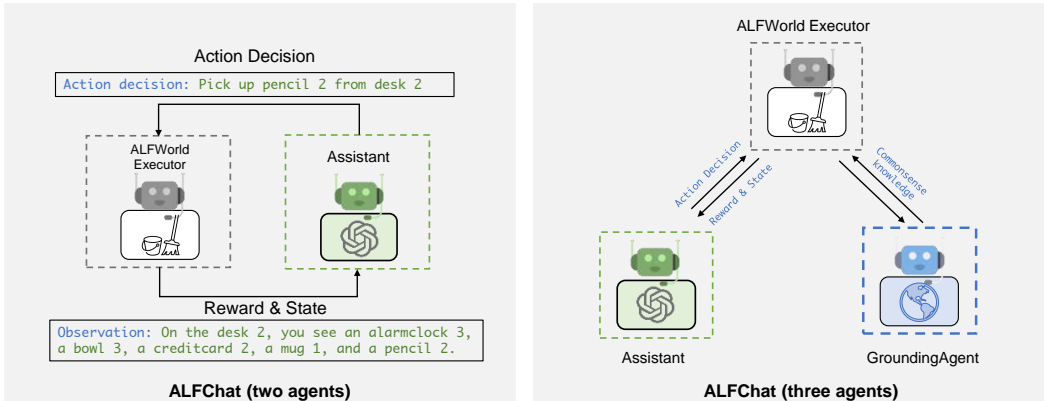 Action Decision
Action decision: Pick up pencil 2 from desk 2
ALFWorld
Executor
Assistant
Reward & State
Observation: On the desk 2, you see an alarmclock 3,
a bowl 3, a creditcard 2, a mug 1, and a pencil 2.
ALFChat (two agents)
ALFWorld Executor
Action Decision
Reward & State
Commonsense
knowledge
Assistant
GroundingAgent
ALFChat (three agents)